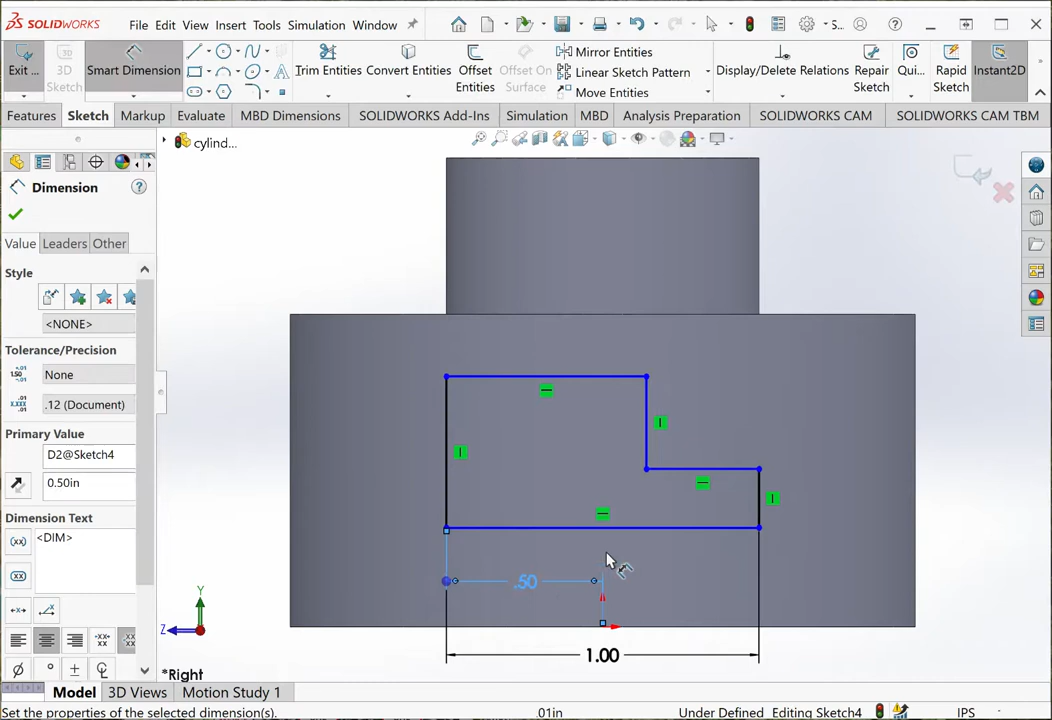 SOLIDWORKS File Edit View Insert Tools Simulation Window S...
Exit ... 3D Sketch Smart Dimension Trim Entities Convert Entities Offset Entities Offset On Surface Mirror Entities Linear Sketch Pattern Move Entities Display/Delete Relations Repair Sketch Qui... Rapid Sketch Instant2D
Features Sketch Markup Evaluate MBD Dimensions SOLIDWORKS Add-Ins Simulation MBD Analysis Preparation SOLIDWORKS CAM SOLIDWORKS CAM TBM
cylind...
Dimension
Value Leaders Other
Style
<NONE>
Tolerance/Precision
None
.12 (Document)
Primary Value
D2@Sketch4
0.50in
Dimension Text
<DIM>
.50
1.00
Y
Z
*Right
Model 3D Views Motion Study 1
Set the properties of the selected dimension(s). .01in Under Defined Editing Sketch4 IPS